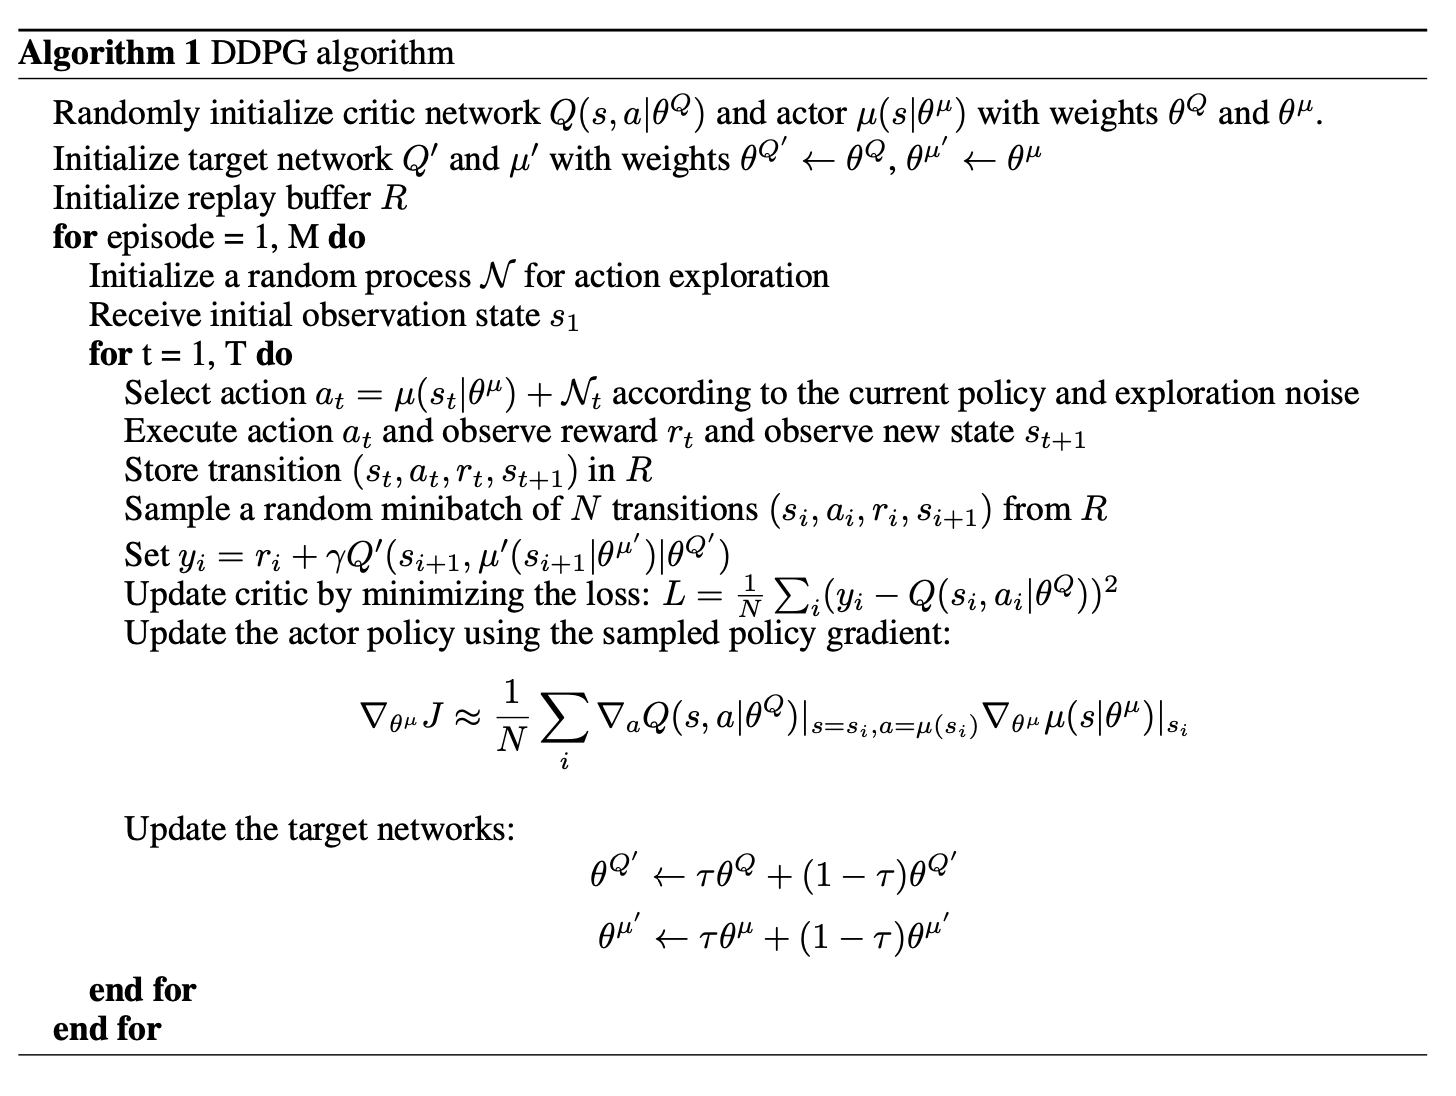 Algorithm 1 DDPG algorithm
Randomly initialize critic network $Q(s, a|\theta^Q)$ and actor $\mu(s|\theta^\mu)$ with weights $\theta^Q$ and $\theta^\mu$.
Initialize target network $Q'$ and $\mu'$ with weights $\theta^{Q'} \leftarrow \theta^Q$, $\theta^{\mu'} \leftarrow \theta^\mu$
Initialize replay buffer $R$
for episode = 1, M do
Initialize a random process $\mathcal{N}$ for action exploration
Receive initial observation state $s_1$
for t = 1, T do
Select action $a_t = \mu(s_t|\theta^\mu) + \mathcal{N}_t$ according to the current policy and exploration noise
Execute action $a_t$ and observe reward $r_t$ and observe new state $s_{t+1}$
Store transition $(s_t, a_t, r_t, s_{t+1})$ in $R$
Sample a random minibatch of $N$ transitions $(s_i, a_i, r_i, s_{i+1})$ from $R$
Set $y_i = r_i + \gamma Q'(s_{i+1}, \mu'(s_{i+1}|\theta^{\mu'})|\theta^{Q'})$
Update critic by minimizing the loss: $L = \frac{1}{N} \sum_i (y_i - Q(s_i, a_i|\theta^Q))^2$
Update the actor policy using the sampled policy gradient:
$\nabla_{\theta^\mu} J \approx \frac{1}{N} \sum_i \nabla_a Q(s, a|\theta^Q)|_{s=s_i, a=\mu(s_i)} \nabla_{\theta^\mu} \mu(s|\theta^\mu)|_{s_i}$
Update the target networks:
$\theta^{Q'} \leftarrow \tau\theta^Q + (1 - \tau)\theta^{Q'}$
$\theta^{\mu'} \leftarrow \tau\theta^\mu + (1 - \tau)\theta^{\mu'}$
end for
end for